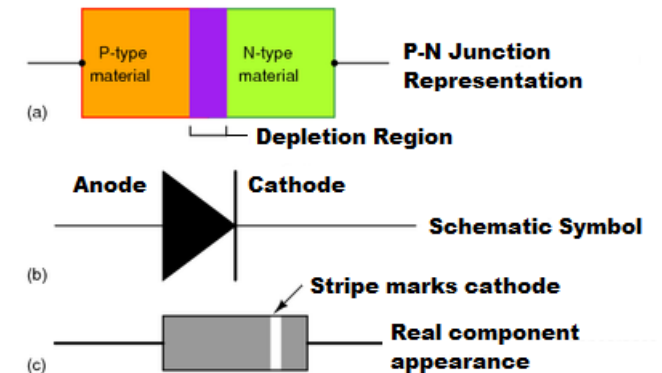 P-type
material
N-type
material
P-N Junction
Representation
(a)
Depletion Region
Anode
Cathode
Schematic Symbol
(b)
Stripe marks cathode
Real component
appearance
(c)